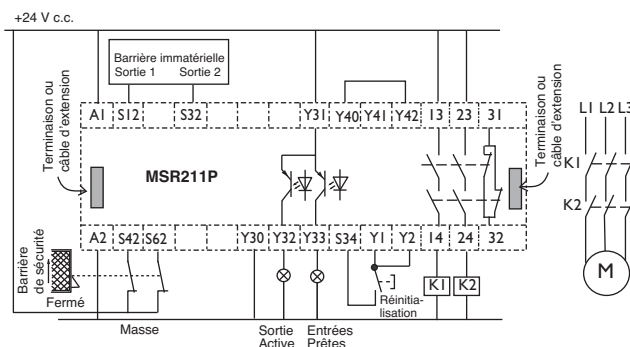 +24 V c.c.
Barrière immatérielle
Sortie 1 Sortie 2
Terminaison ou
câble d'extension
A1 S12 S32 Y31 Y40 Y41 Y42 13 23 31
Terminaison ou
câble d'extension
L1 L2 L3
K1
K2
M
MSR211P
A2 S42 S62 Y30 Y32 Y33 S34 Y1 Y2 14 24 32
Barrière
de sécurité
Fermé
K1 K2
Réinitia-
lisation
Masse
Sortie
Active
Entrées
Prêtes